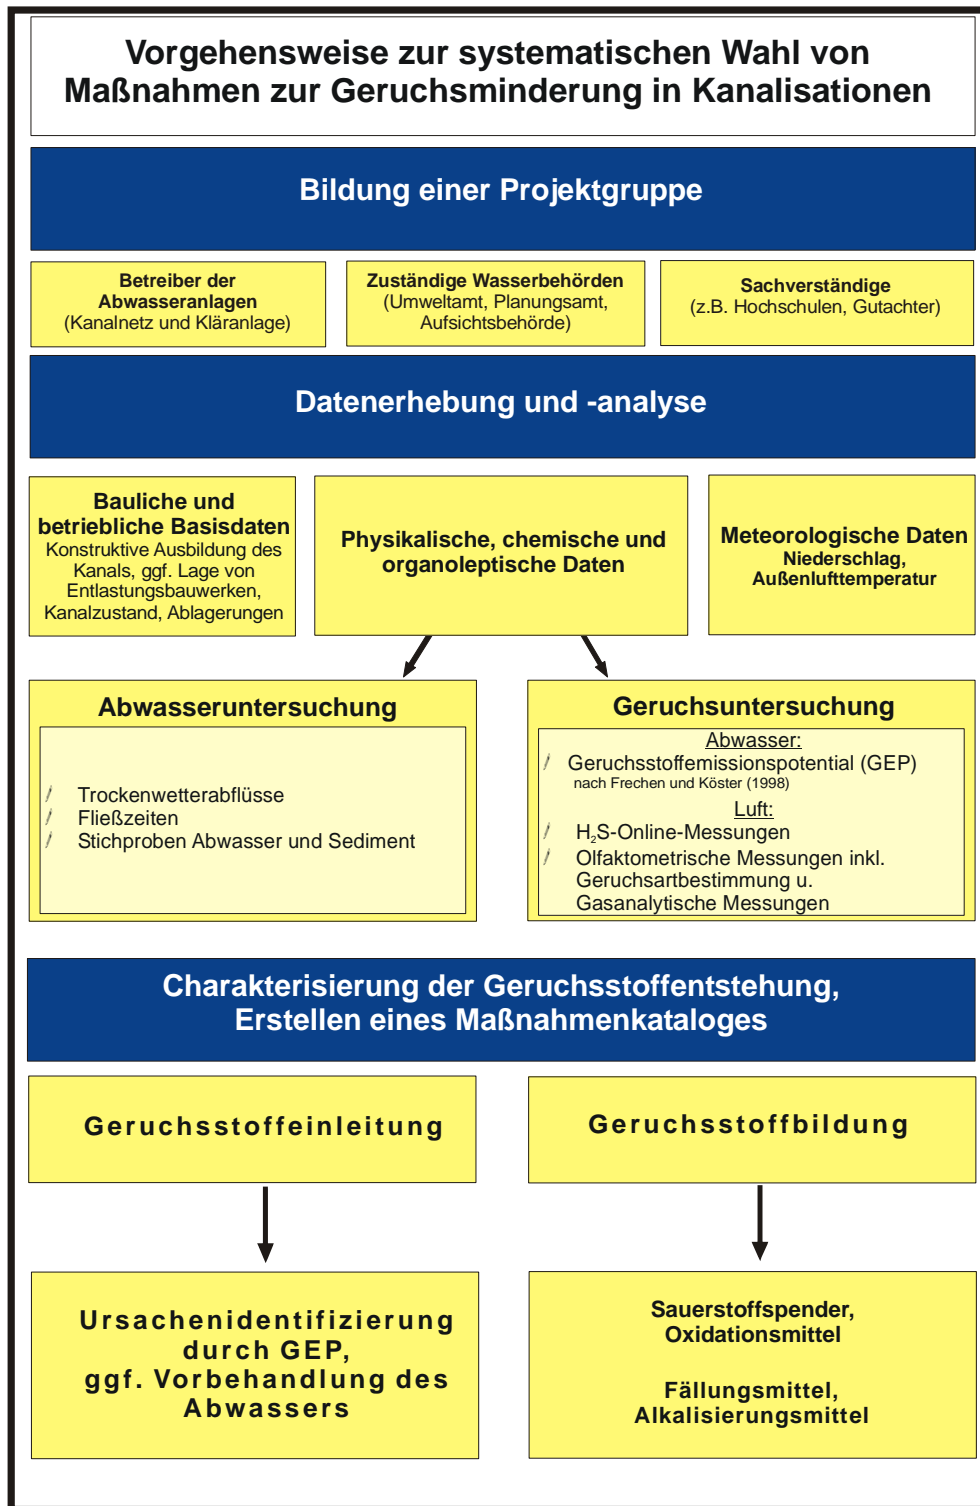 Vorgehensweise zur systematischen Wahl von
Maßnahmen zur Geruchsminderung in Kanalisationen
Bildung einer Projektgruppe
Betreiber der
Abwasseranlagen
(Kanalnetz und Kläranlage)
Zuständige Wasserbehörden
(Umweltamt, Planungsamt,
Aufsichtsbehörde)
Sachverständige
(z.B. Hochschulen, Gutachter)
Datenerhebung und -analyse
Bauliche und
betriebliche Basisdaten
Konstruktive Ausbildung des
Kanals, ggf. Lage von
Entlastungsbauwerken,
Kanalzustand, Ablagerungen
Physikalische, chemische und
organoleptische Daten
Meteorologische Daten
Niederschlag,
Außenlufttemperatur
Abwasseruntersuchung
Trockenwetterabflüsse
Fließzeiten
Stichproben Abwasser und Sediment
Geruchsuntersuchung
Abwasser:
Geruchsstoffemissionspotential (GEP)
nach Frechen und Köster (1998)
Luft:
H₂S-Online-Messungen
Olfaktometrische Messungen inkl.
Geruchsartbestimmung u.
Gasanalytische Messungen
Charakterisierung der Geruchsstoffentstehung,
Erstellen eines Maßnahmenkataloges
Geruchsstoffeinleitung
Geruchsstoffbildung
Ursachenidentifizierung
durch GEP,
ggf. Vorbehandlung des
Abwassers
Sauerstoffspender,
Oxidationsmittel
Fällungsmittel,
Alkalisierungsmittel